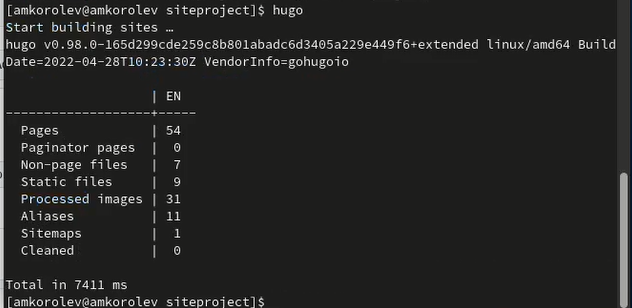 [amkorolev@amkorolev siteproject]$ hugo
Start building sites …
hugo v0.98.0-165d299cde259c8b801abadc6d3405a229e449f6+extended linux/amd64 Build
Date=2022-04-28T10:23:30Z VendorInfo=gohugoio

                   | EN
-------------------+-----
  Pages            | 54
  Paginator pages  |  0
  Non-page files   |  7
  Static files     |  9
  Processed images | 31
  Aliases          | 11
  Sitemaps         |  1
  Cleaned          |  0

Total in 7411 ms
[amkorolev@amkorolev siteproject]$